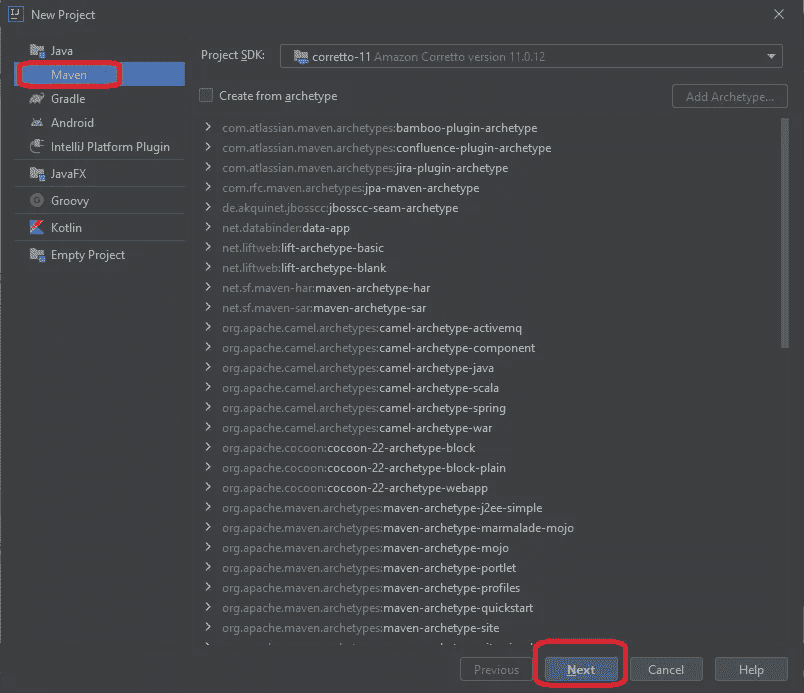 New Project
Java
Maven
Gradle
Android
IntelliJ Platform Plugin
JavaFX
Groovy
Kotlin
Empty Project
Project SDK: corretto-11 Amazon Corretto version 11.0.12
Create from archetype Add Archetype...
com.atlassian.maven.archetypes:bamboo-plugin-archetype
com.atlassian.maven.archetypes:confluence-plugin-archetype
com.atlassian.maven.archetypes:jira-plugin-archetype
com.rfc.maven.archetypes:jpa-maven-archetype
de.akquinet.jbosscc:jbosscc-seam-archetype
net.databinder:data-app
net.liftweb:lift-archetype-basic
net.liftweb:lift-archetype-blank
net.sf.maven-har:maven-archetype-har
net.sf.maven-sar:maven-archetype-sar
org.apache.camel.archetypes:camel-archetype-activemq
org.apache.camel.archetypes:camel-archetype-component
org.apache.camel.archetypes:camel-archetype-java
org.apache.camel.archetypes:camel-archetype-scala
org.apache.camel.archetypes:camel-archetype-spring
org.apache.camel.archetypes:camel-archetype-war
org.apache.cocoon:cocoon-22-archetype-block
org.apache.cocoon:cocoon-22-archetype-block-plain
org.apache.cocoon:cocoon-22-archetype-webapp
org.apache.maven.archetypes:maven-archetype-j2ee-simple
org.apache.maven.archetypes:maven-archetype-marmalade-mojo
org.apache.maven.archetypes:maven-archetype-mojo
org.apache.maven.archetypes:maven-archetype-portlet
org.apache.maven.archetypes:maven-archetype-profiles
org.apache.maven.archetypes:maven-archetype-quickstart
org.apache.maven.archetypes:maven-archetype-site
Previous Next Cancel Help